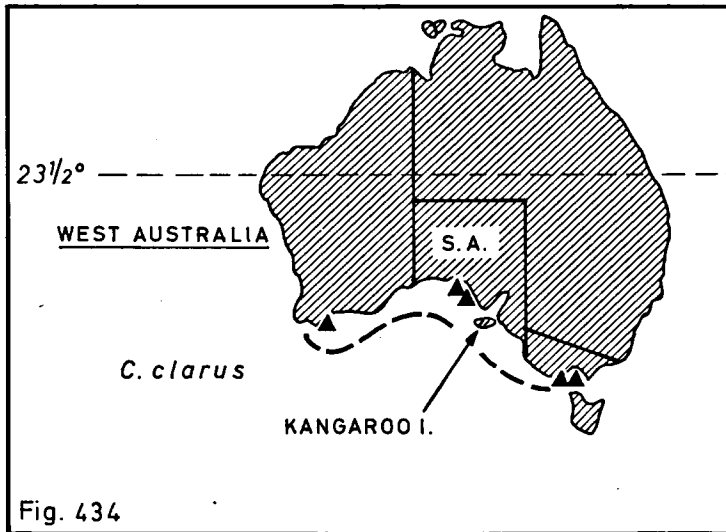 23½°
WEST AUSTRALIA
S.A.
C. clarus
KANGAROO I.
Fig. 434